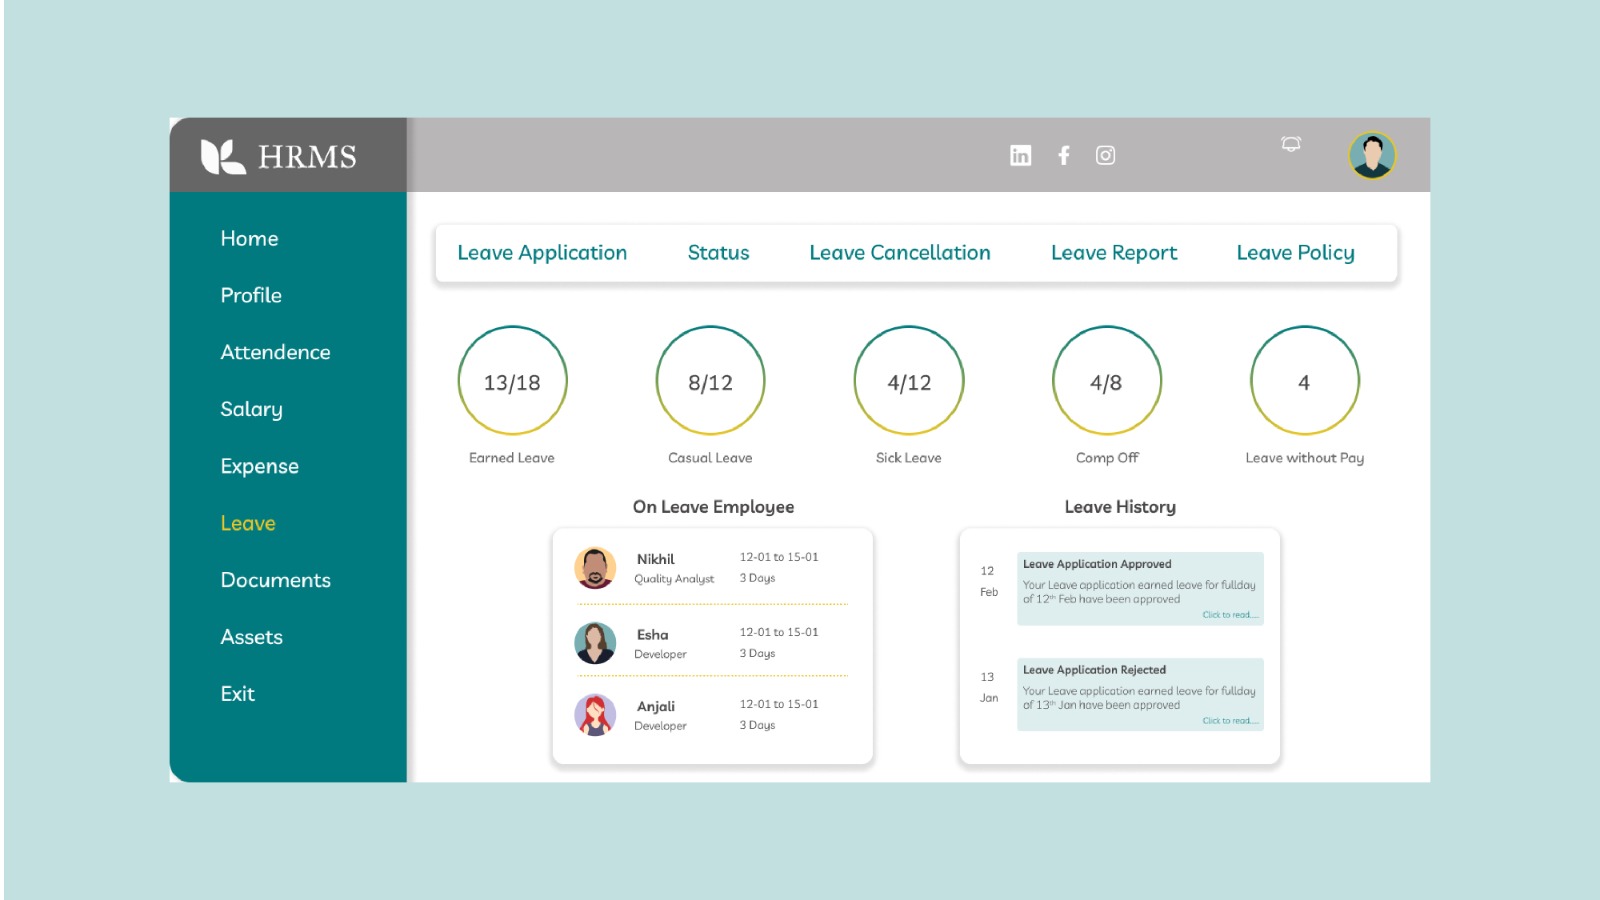 HRMS
Home
Profile
Attendence
Salary
Expense
Leave
Documents
Assets
Exit
Leave Application Status Leave Cancellation Leave Report Leave Policy
13/18 8/12 4/12 4/8 4
Earned Leave Casual Leave Sick Leave Comp Off Leave without Pay
On Leave Employee
Nikhil 12-01 to 15-01
Quality Analyst 3 Days
Esha 12-01 to 15-01
Developer 3 Days
Anjali 12-01 to 15-01
Developer 3 Days
Leave History
12
Feb
Leave Application Approved
Your Leave application earned leave for fullday
of 12th Feb have been approved
Click to read.....
13
Jan
Leave Application Rejected
Your Leave application earned leave for fullday
of 13th Jan have been approved
Click to read.....